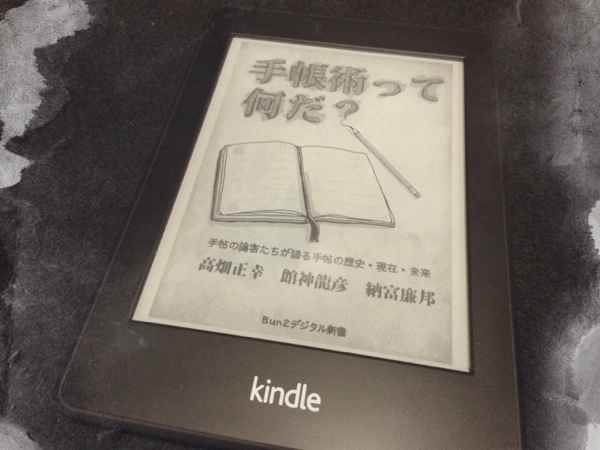 手帳術って
何だ？
手帖の論客たちが語る手帖の歴史・現在・未来
高畑正幸 舘神龍彦 納富廉邦
Bun2デジタル新書
kindle